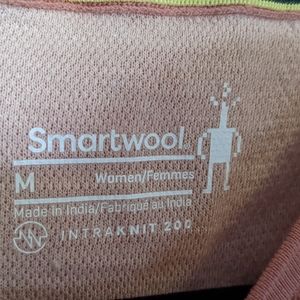 Smartwool
M Women/Femmes
Made in India/Fabriqué au India
INTRAKNIT 200